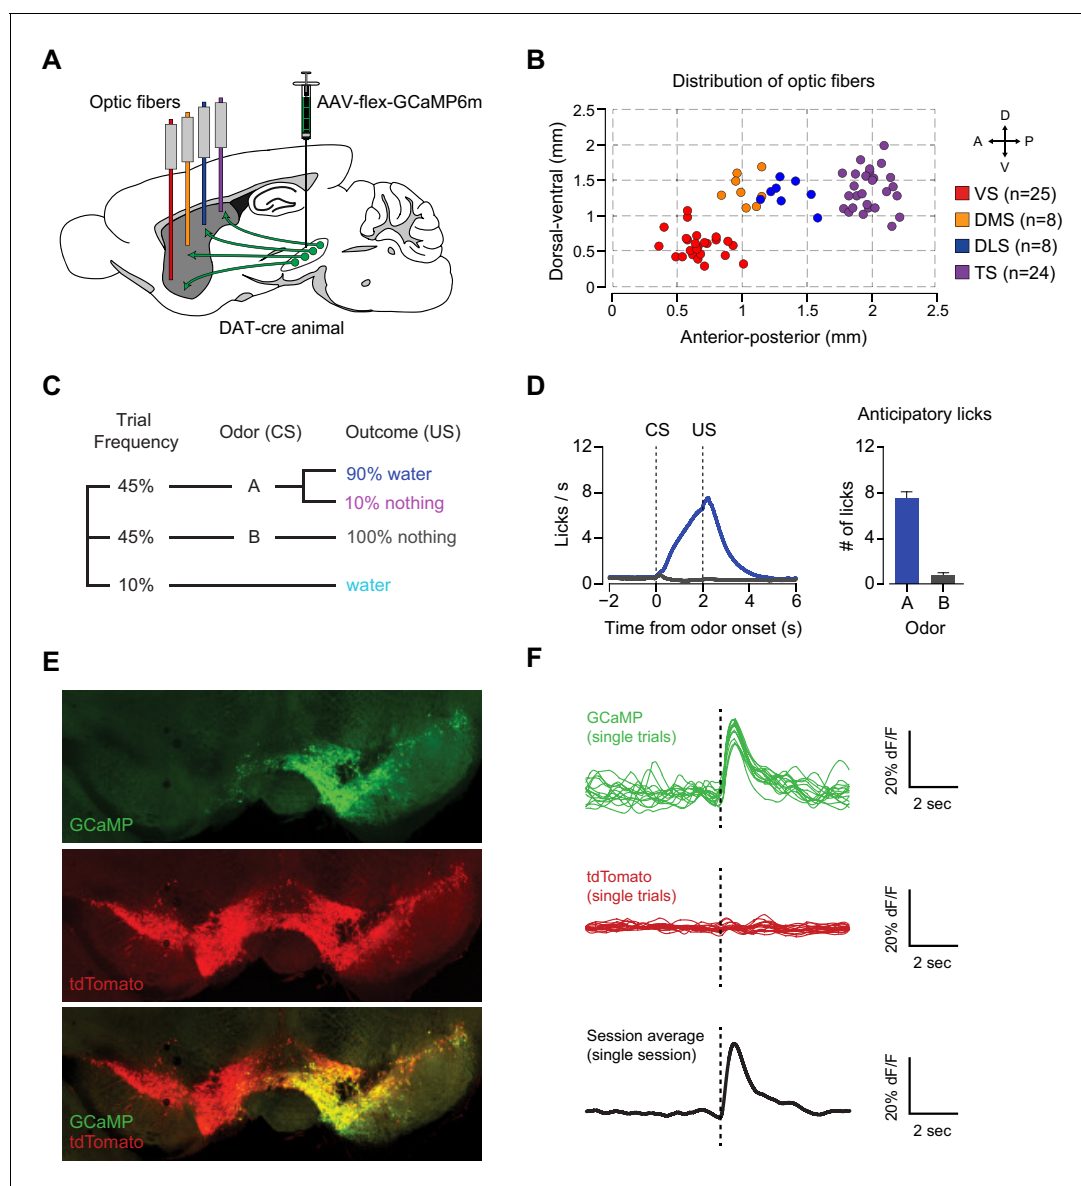 A
Optic fibers
AAV-flex-GCaMP6m
DAT-cre animal
B
Distribution of optic fibers
Dorsal-ventral (mm)
2.5
2
1.5
1
0.5
0
0
0.5
1
1.5
2
2.5
Anterior-posterior (mm)
D
A
P
V
VS (n=25)
DMS (n=8)
DLS (n=8)
TS (n=24)
C
Trial
Frequency
Odor (CS)
Outcome (US)
45%
A
90% water
10% nothing
45%
B
100% nothing
10%
water
D
CS
US
Licks / s
12
8
4
0
−2
0
2
4
6
Time from odor onset (s)
Anticipatory licks
# of licks
12
8
4
0
A
B
Odor
E
GCaMP
tdTomato
GCaMP
tdTomato
F
GCaMP
(single trials)
20% dF/F
2 sec
tdTomato
(single trials)
20% dF/F
2 sec
Session average
(single session)
20% dF/F
2 sec